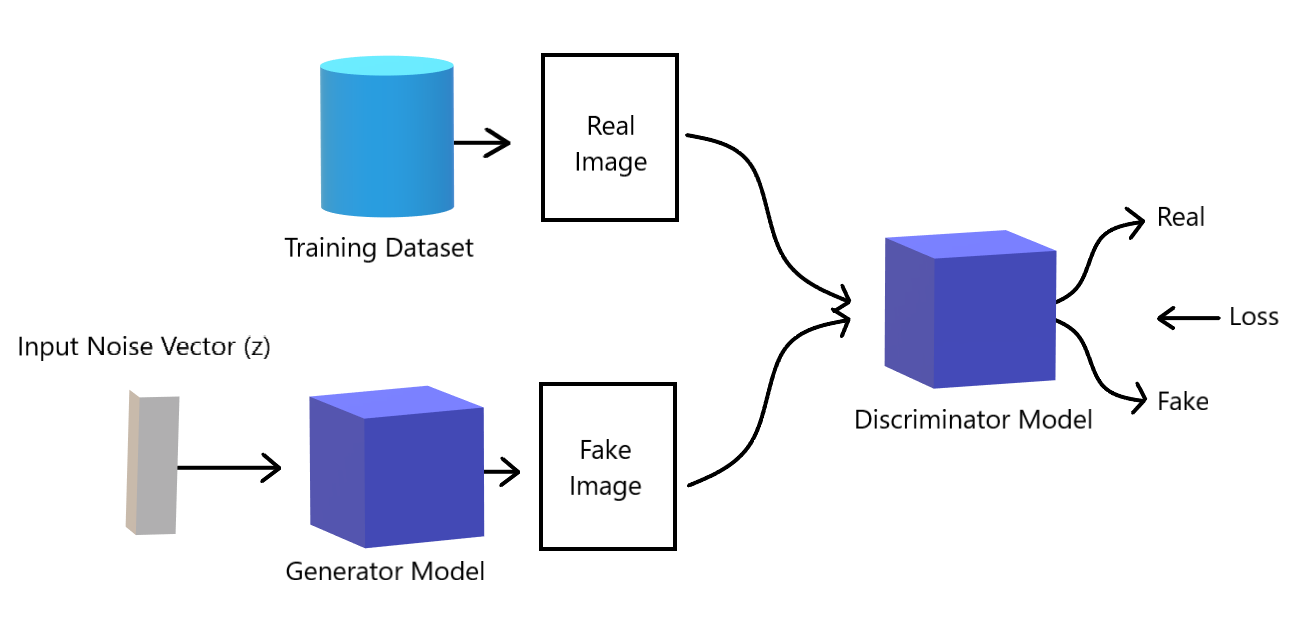 Real
Image
Training Dataset
Real
Loss
Input Noise Vector (z)
Fake
Image
Generator Model
Discriminator Model
Fake